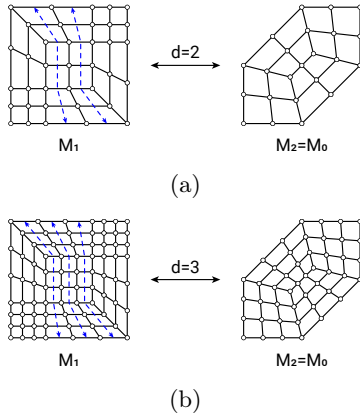 d=2
M₁ M₂=M₀
(a)
d=3
M₁ M₂=M₀
(b)